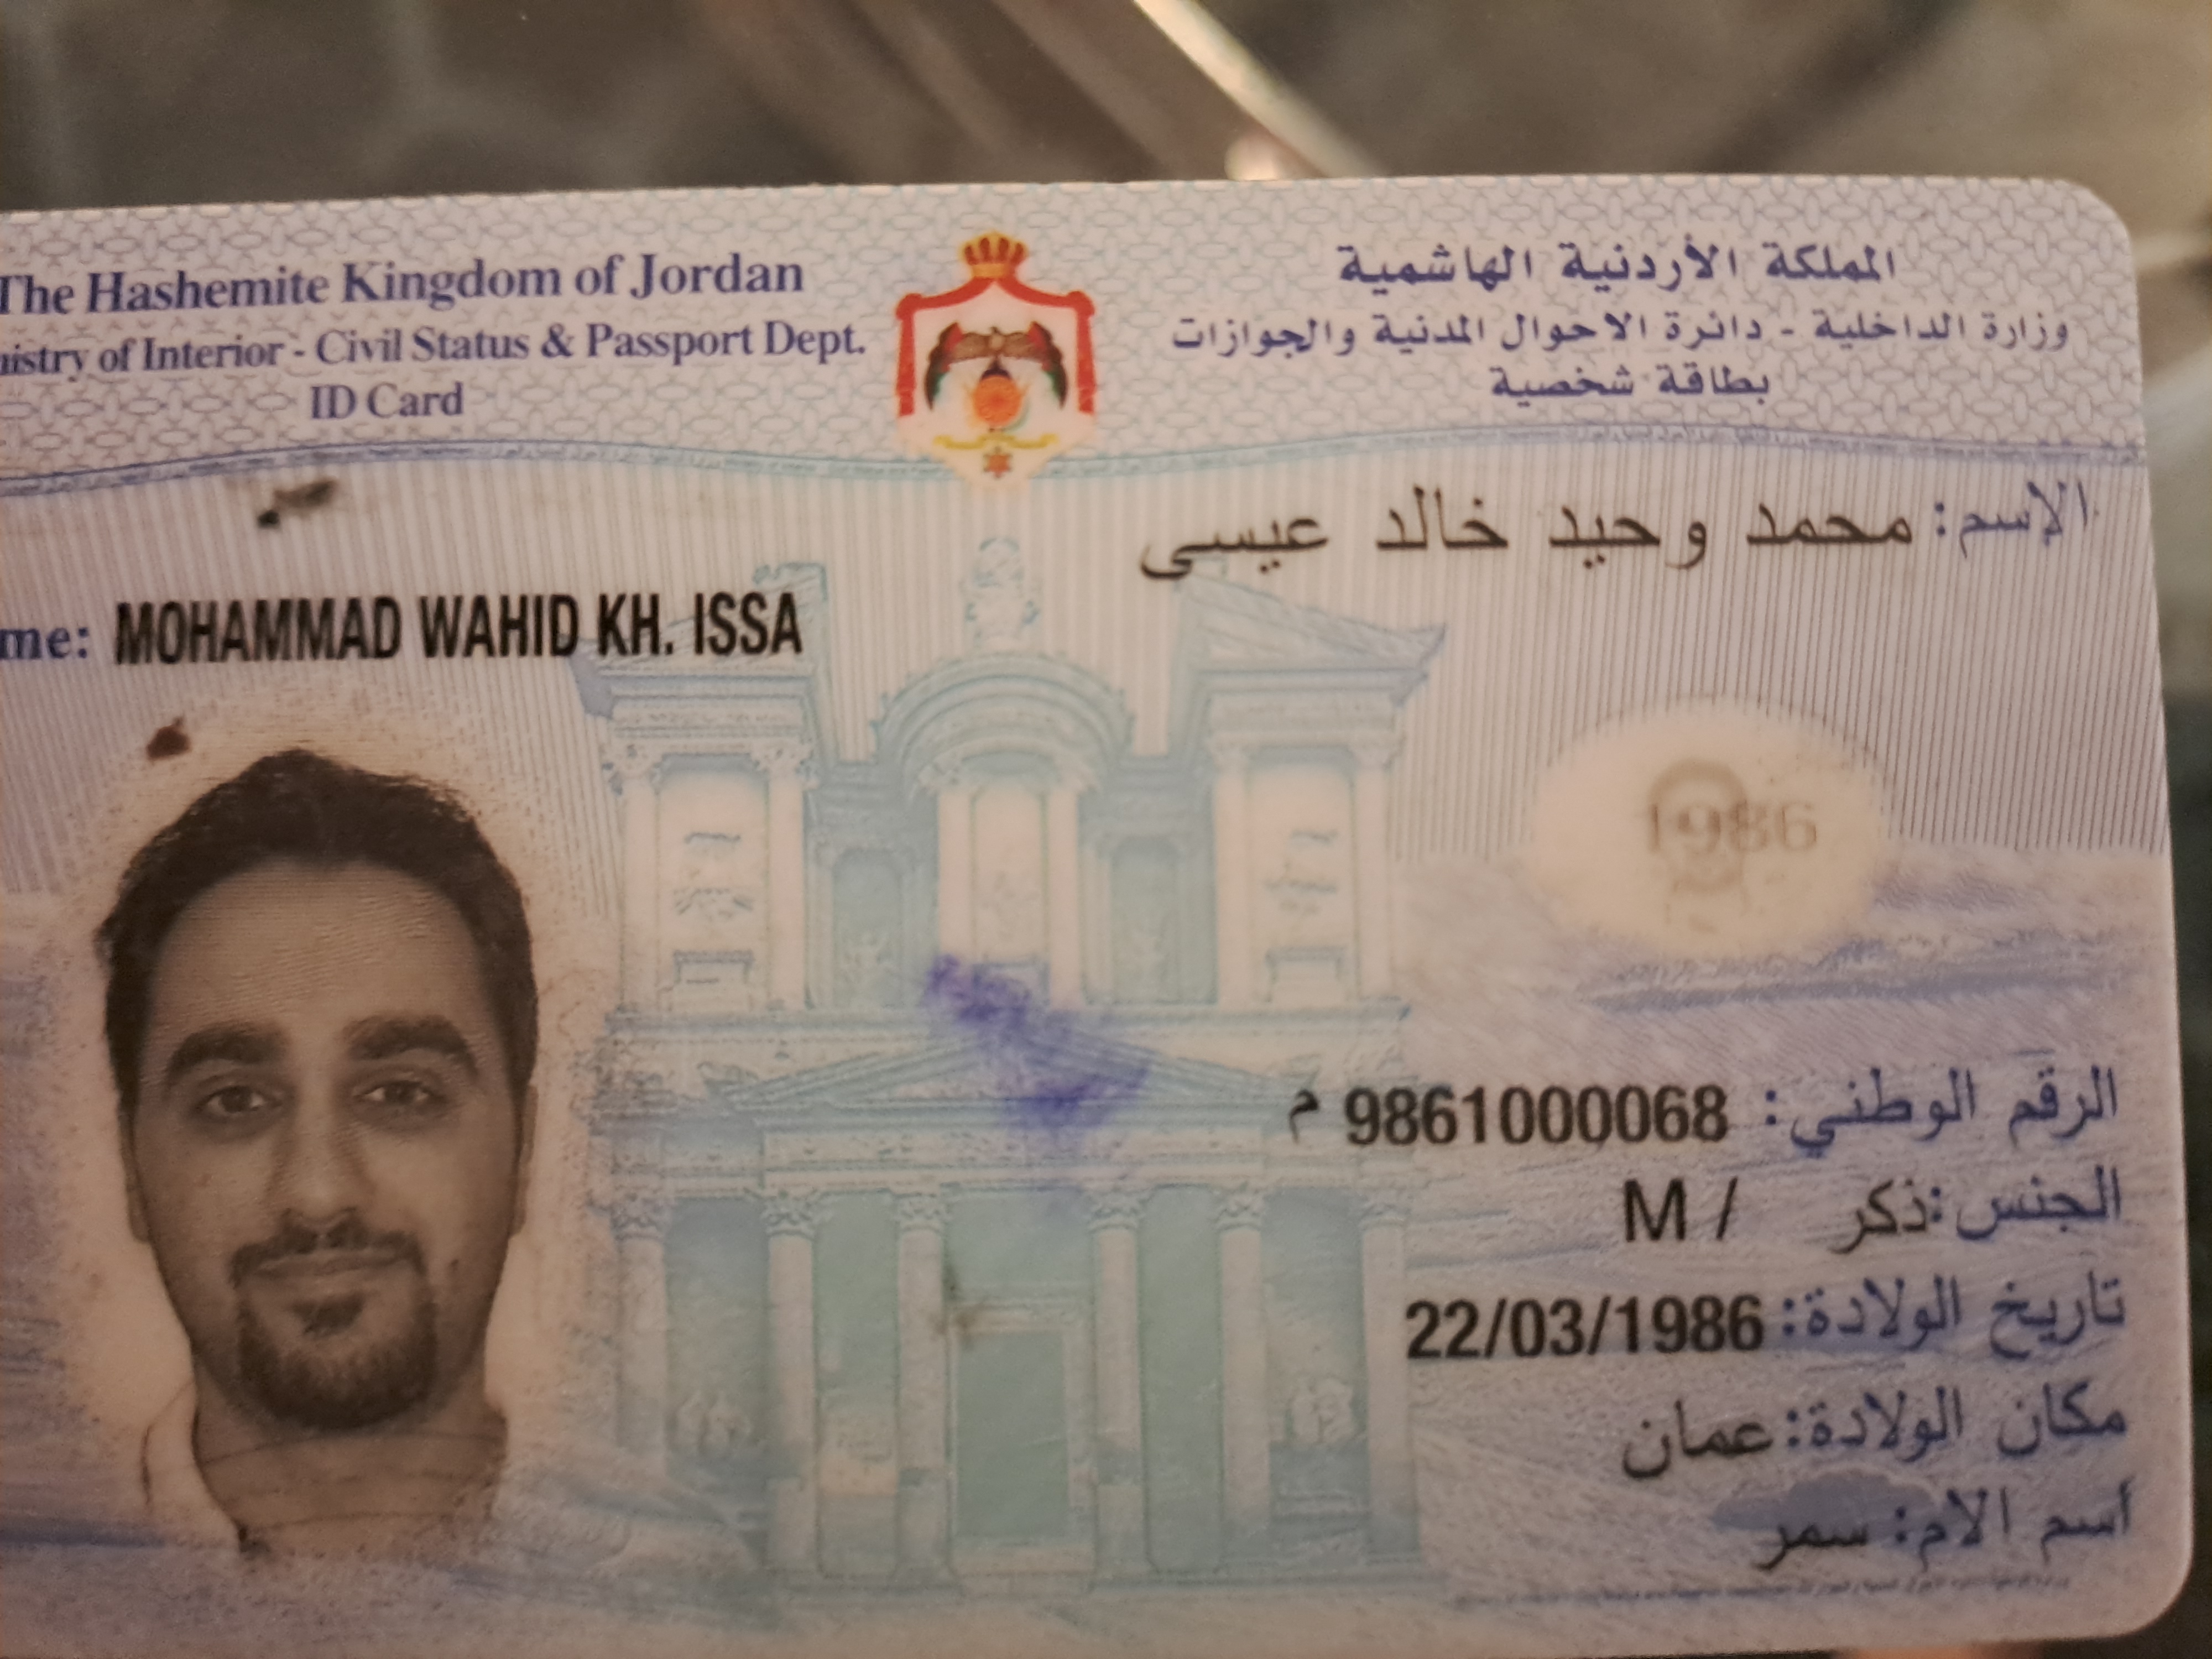 The Hashemite Kingdom of Jordan
nistry of Interior - Civil Status & Passport Dept.
ID Card
المملكة الأردنية الهاشمية
وزارة الداخلية - دائرة الاحوال المدنية والجوازات
بطاقة شخصية
الإسم: محمد وحيد خالد عيسى
me: MOHAMMAD WAHID KH. ISSA
1986
الرقم الوطني: 9861000068 م
الجنس: ذكر / M
تاريخ الولادة: 22/03/1986
مكان الولادة: عمان
اسم الام: سمر